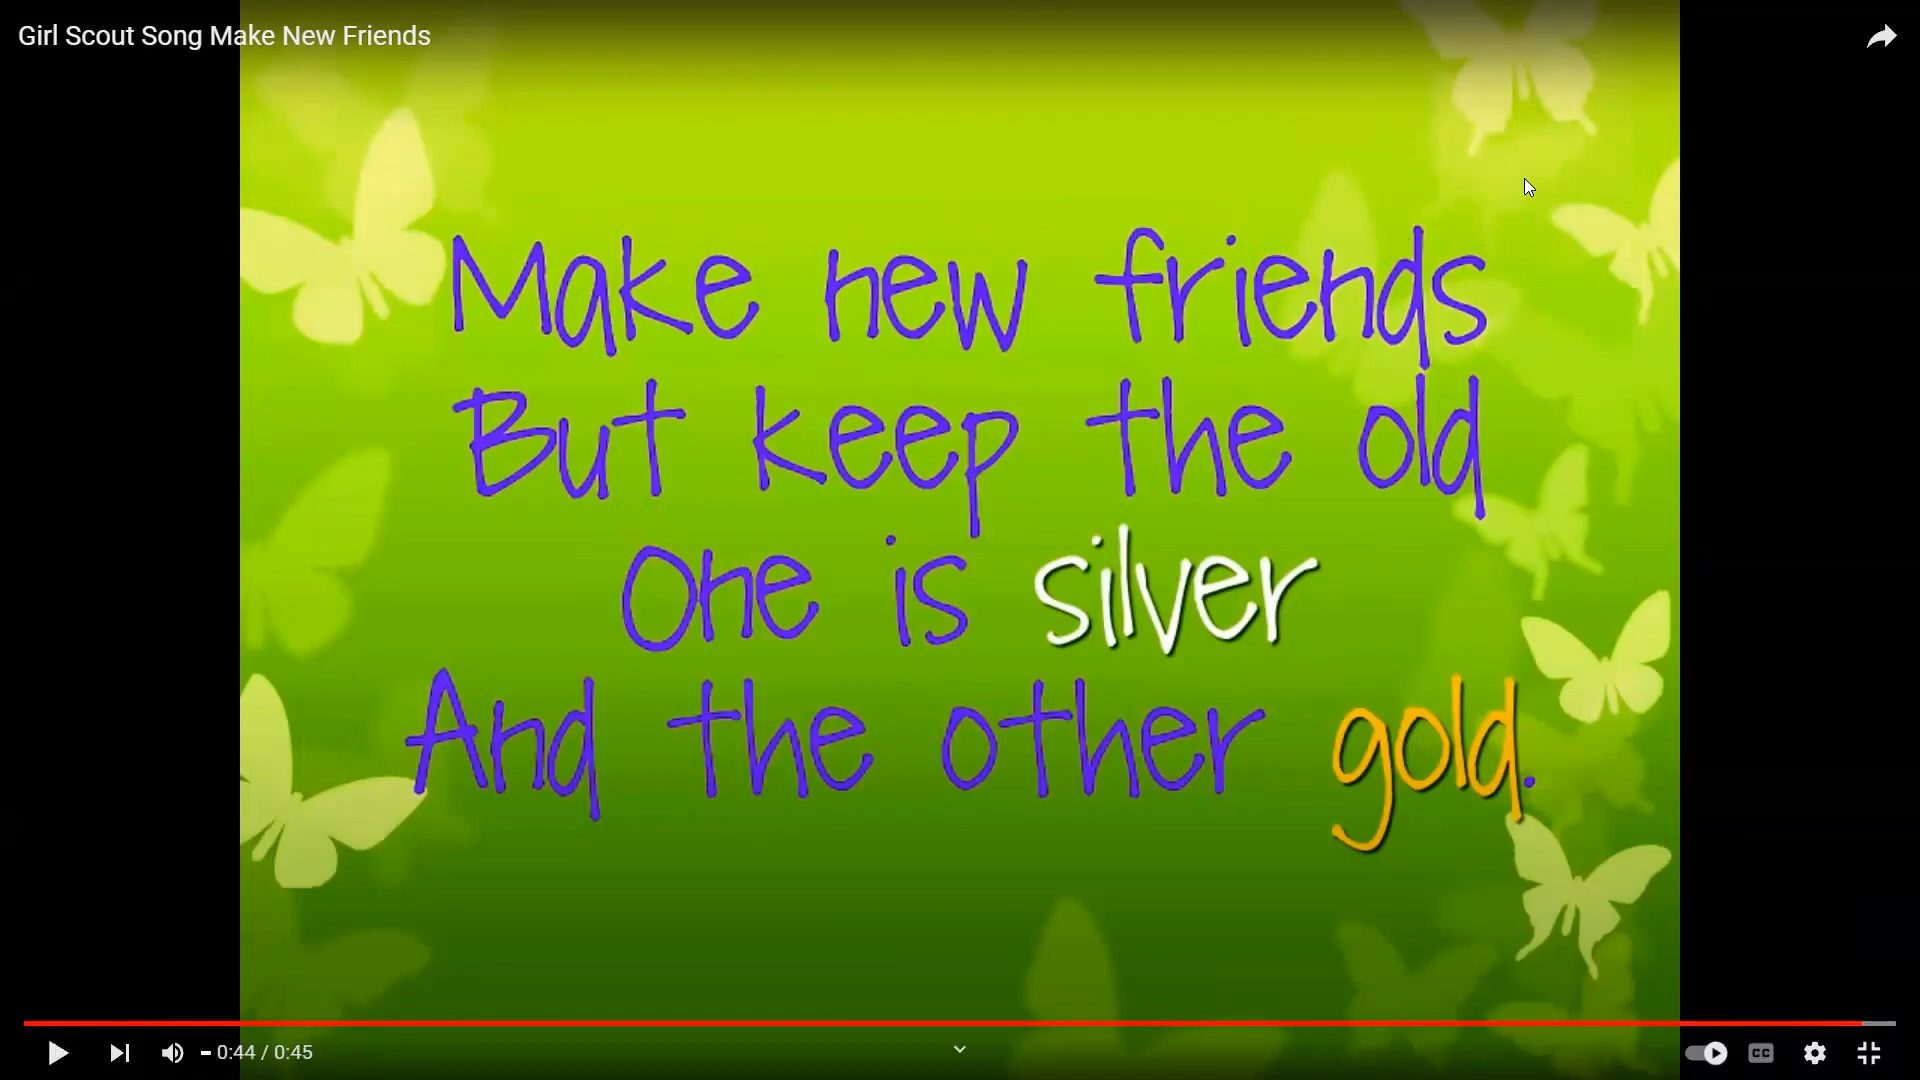 Girl Scout Song Make New Friends
Make new friends
But keep the old
One is silver
And the other gold.
0:44 / 0:45
CC